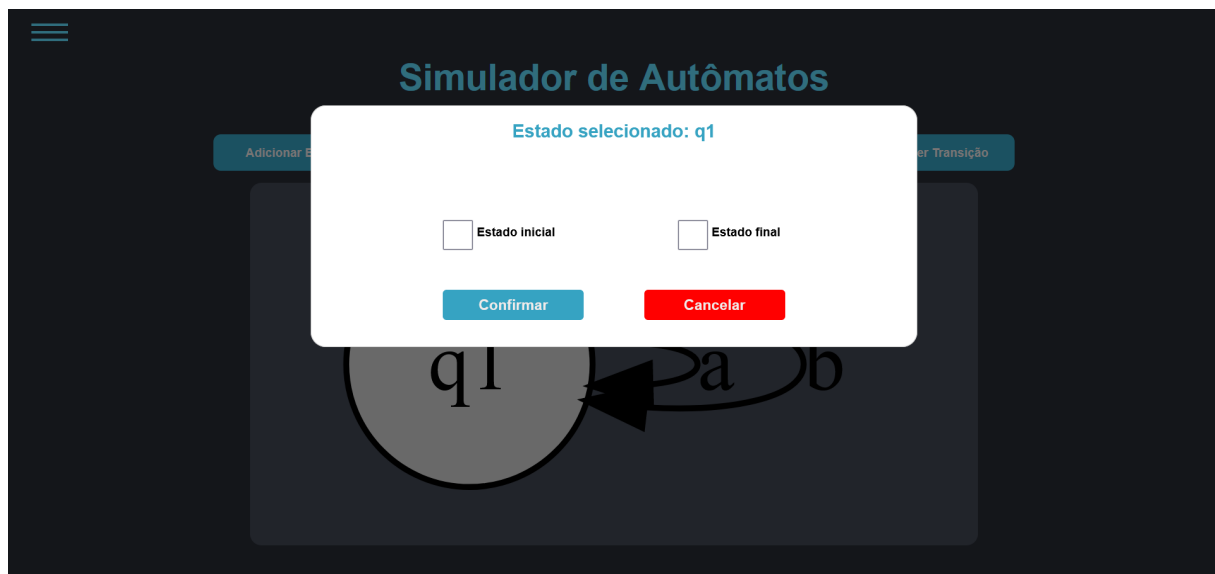 Simulador de Autômatos
Estado selecionado: q1
Adicionar E
er Transição
Estado inicial
Estado final
Confirmar
Cancelar
q1
a
b